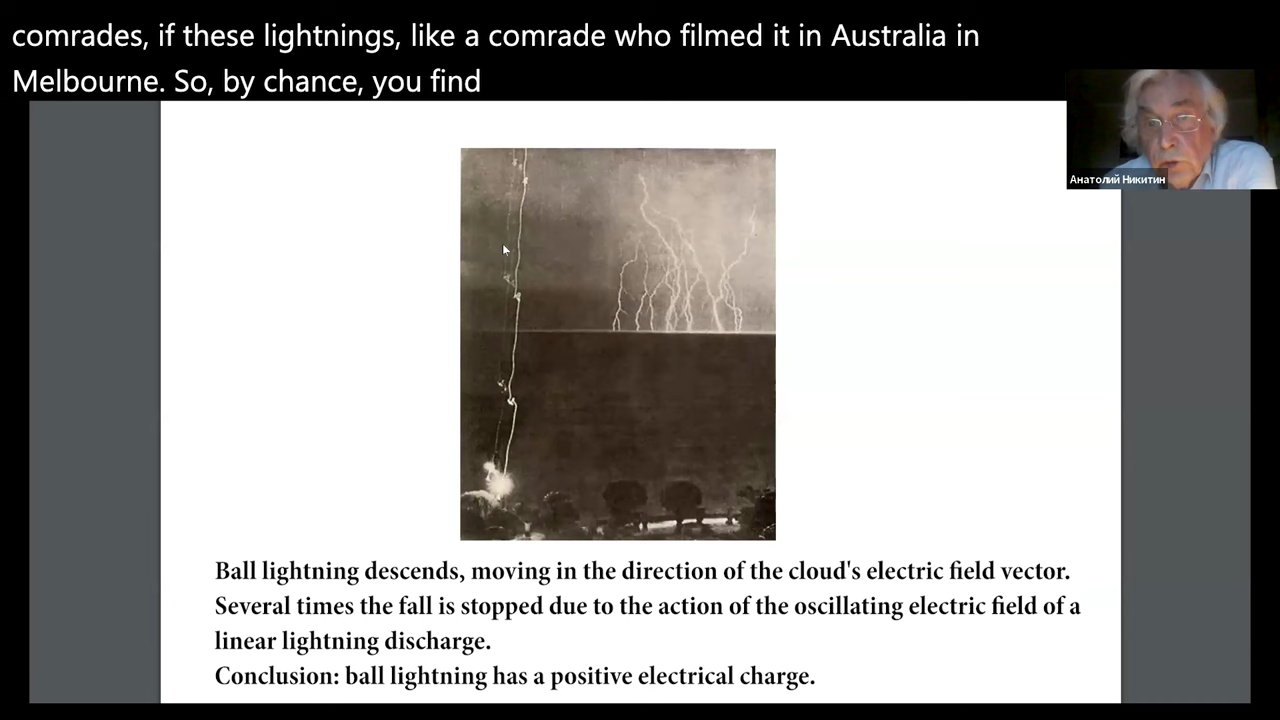 comrades, if these lightnings, like a comrade who filmed it in Australia in
Melbourne. So, by chance, you find
Анатолий Никитин
Ball lightning descends, moving in the direction of the cloud's electric field vector.
Several times the fall is stopped due to the action of the oscillating electric field of a
linear lightning discharge.
Conclusion: ball lightning has a positive electrical charge.